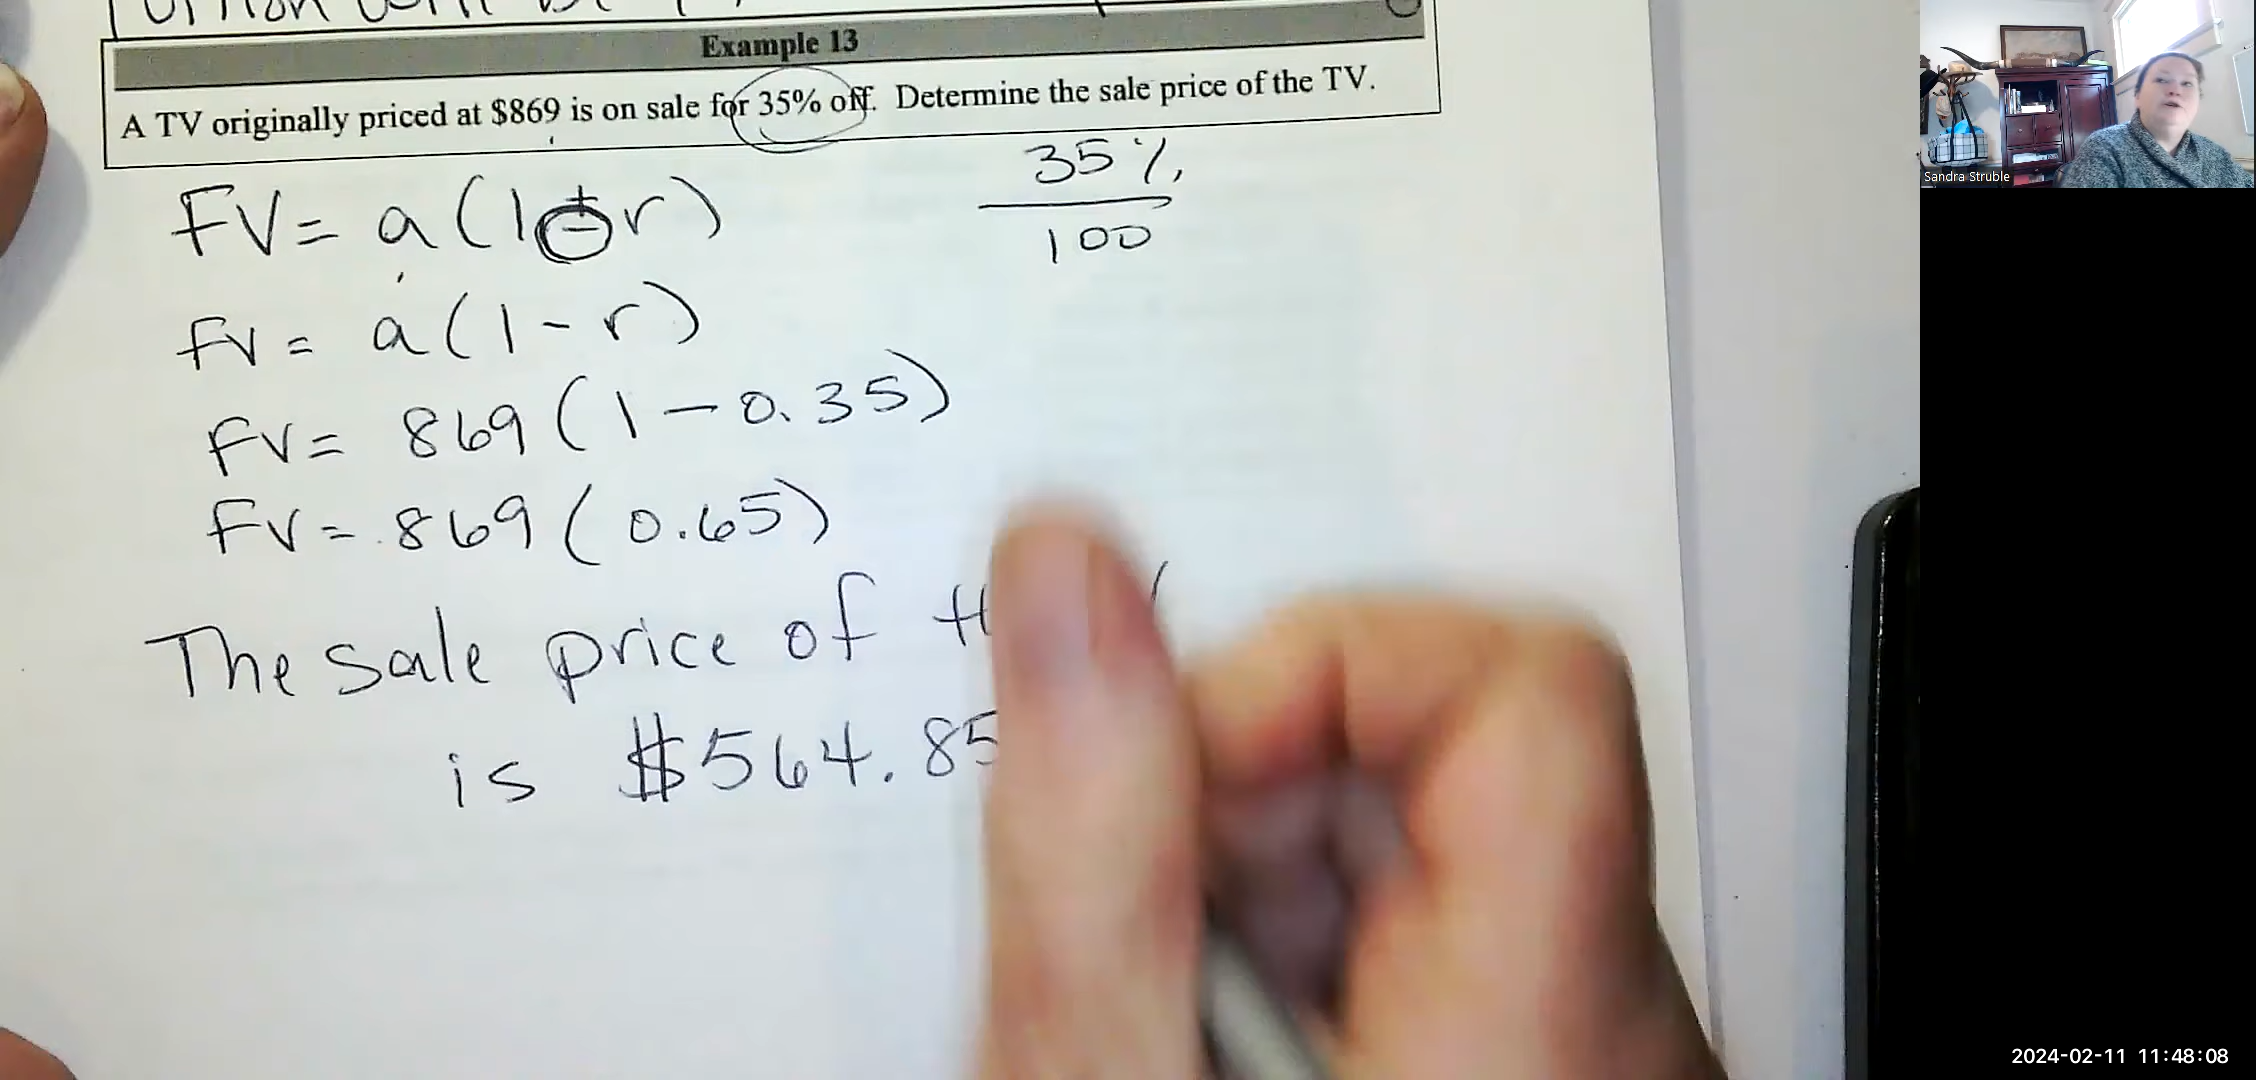 Example 13
A TV originally priced at $869 is on sale for 35% off. Determine the sale price of the TV.
35%
100
FV = a(1±r)
FV = a(1-r)
FV = 869(1-0.35)
FV = 869(0.65)
The sale price of
is $564.85
Sandra Struble
2024-02-11 11:48:08